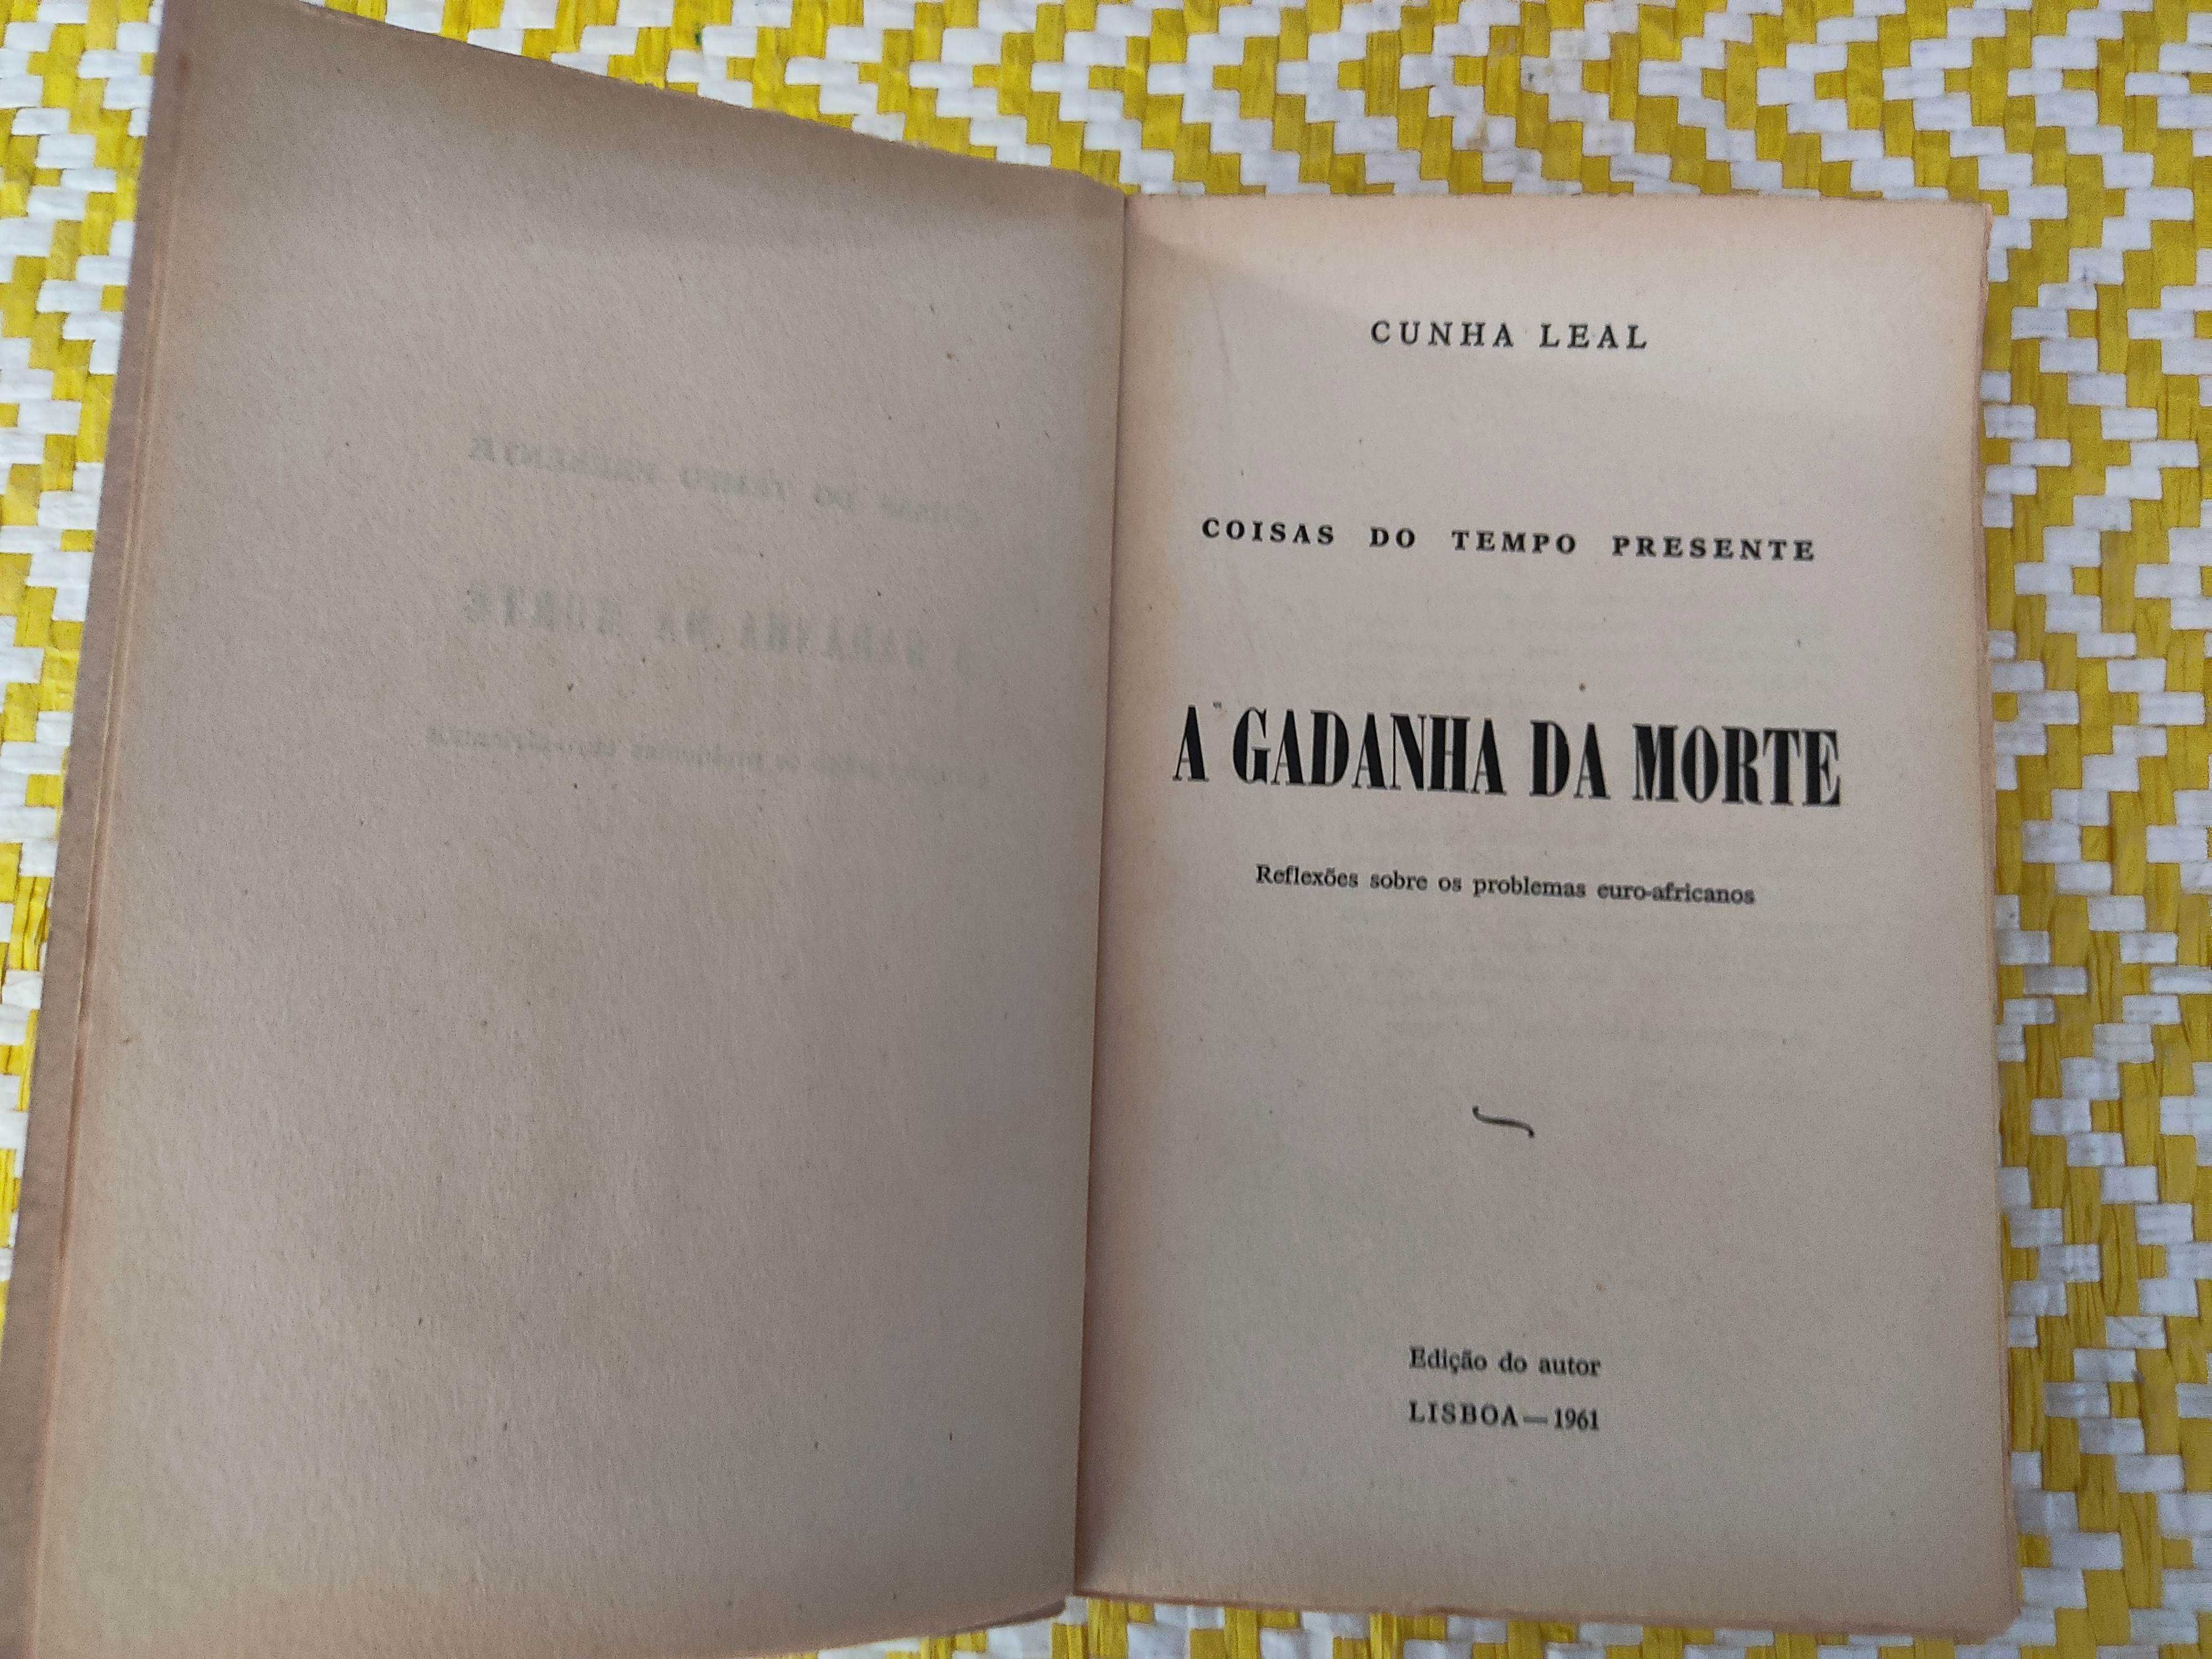 CUNHA LEAL
COISAS DO TEMPO PRESENTE
A GADANHA DA MORTE
Reflexões sobre os problemas euro-africanos
Edição do autor
LISBOA — 1961